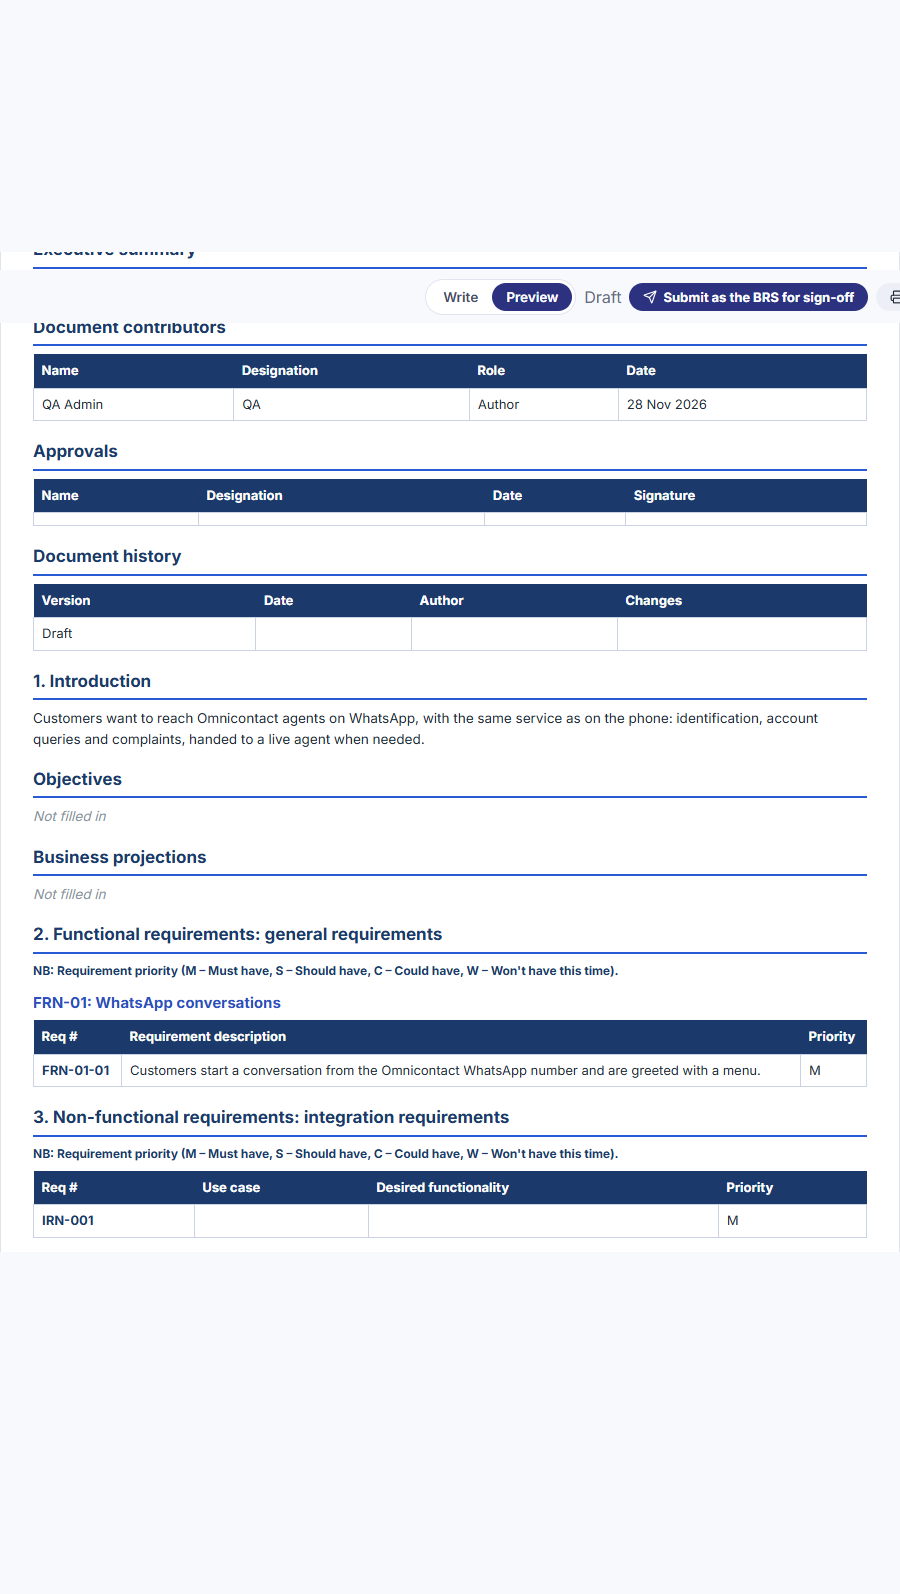 Executive summary
Write Preview Draft Submit as the BRS for sign-off
Document contributors
Name Designation Role Date
QA Admin QA Author 28 Nov 2026
Approvals
Name Designation Date Signature
Document history
Version Date Author Changes
Draft
1. Introduction
Customers want to reach Omnicontact agents on WhatsApp, with the same service as on the phone: identification, account
queries and complaints, handed to a live agent when needed.
Objectives
Not filled in
Business projections
Not filled in
2. Functional requirements: general requirements
NB: Requirement priority (M – Must have, S – Should have, C – Could have, W – Won't have this time).
FRN-01: WhatsApp conversations
Req # Requirement description Priority
FRN-01-01 Customers start a conversation from the Omnicontact WhatsApp number and are greeted with a menu. M
3. Non-functional requirements: integration requirements
NB: Requirement priority (M – Must have, S – Should have, C – Could have, W – Won't have this time).
Req # Use case Desired functionality Priority
IRN-001 M